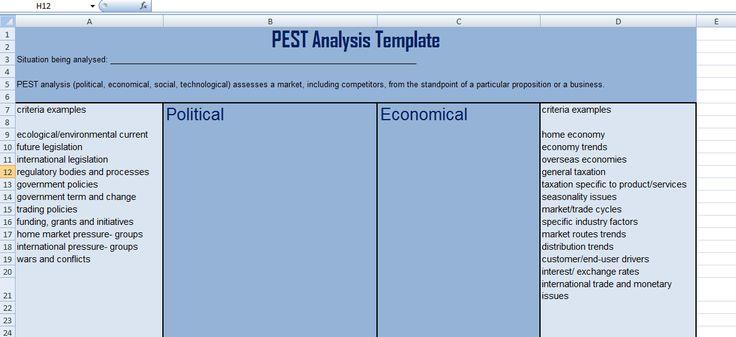 H12
fx
A B C D E
1 PEST Analysis Template
2
3 Situation being analysed: ______________________________
4
5 PEST analysis (political, economical, social, technological) assesses a market, including competitors, from the standpoint of a particular proposition or a business.
6
7 criteria examples Political Economical criteria examples
8
9 ecological/environmental current home economy
10 future legislation economy trends
11 international legislation overseas economies
12 regulatory bodies and processes general taxation
13 government policies taxation specific to product/services
14 government term and change seasonality issues
15 trading policies market/trade cycles
16 funding, grants and initiatives specific industry factors
17 home market pressure- groups market routes trends
18 international pressure- groups distribution trends
19 wars and conflicts customer/end-user drivers
20 interest/ exchange rates
21 international trade and monetary
issues
22
23
24